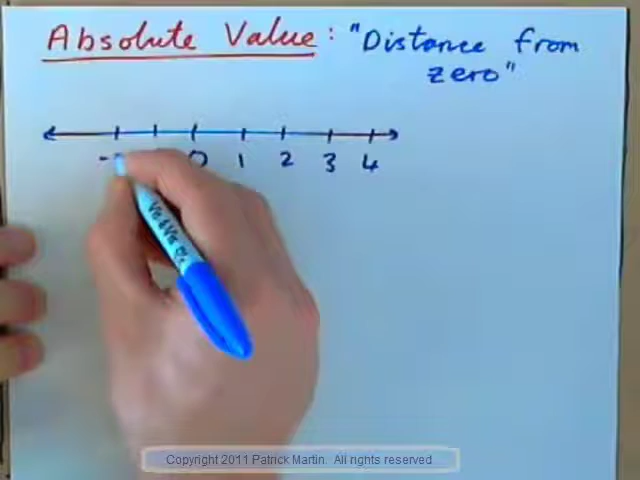 Absolute Value: "Distance from
zero"
0 1 2 3 4
Copyright 2011 Patrick Martin. All rights reserved